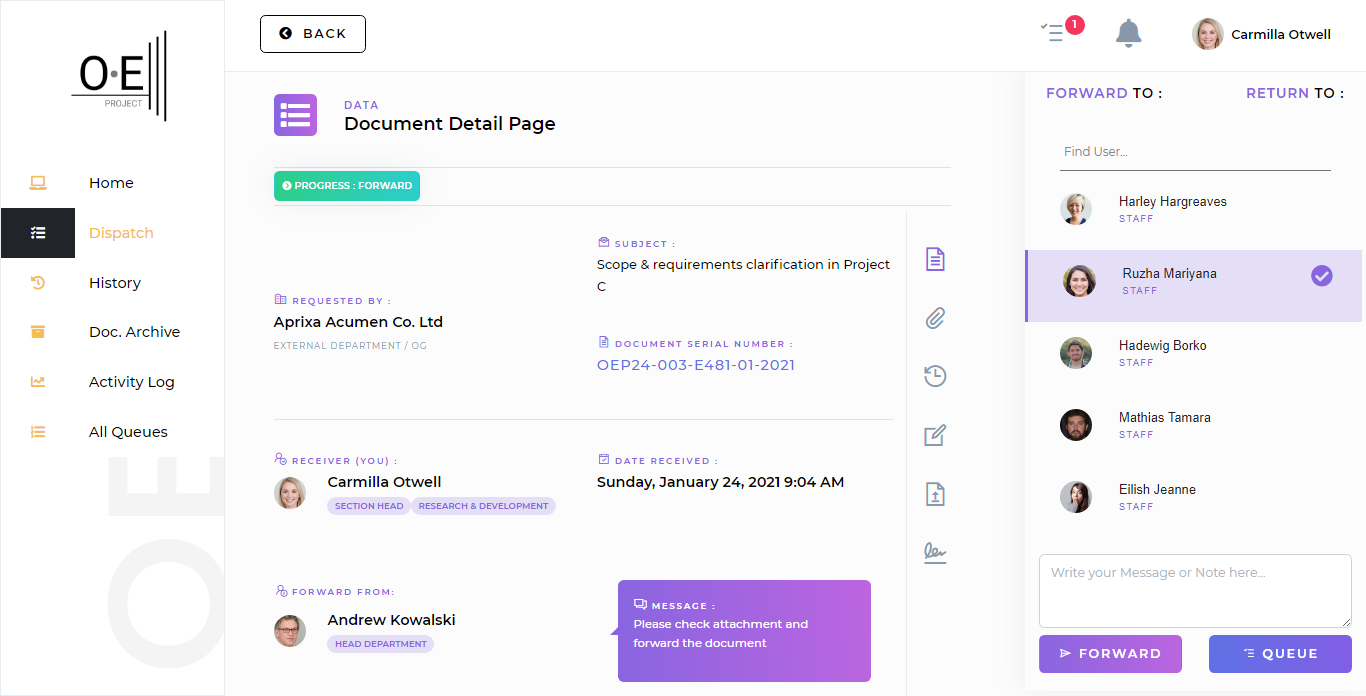 O·E
PROJECT
Home
Dispatch
History
Doc. Archive
Activity Log
All Queues
OE
BACK
1
Carmilla Otwell
DATA
Document Detail Page
PROGRESS : FORWARD
REQUESTED BY :
Aprixa Acumen Co. Ltd
EXTERNAL DEPARTMENT / OG
SUBJECT :
Scope & requirements clarification in Project
C
DOCUMENT SERIAL NUMBER :
OEP24-003-E481-01-2021
RECEIVER (YOU) :
Carmilla Otwell
SECTION HEAD RESEARCH & DEVELOPMENT
DATE RECEIVED :
Sunday, January 24, 2021 9:04 AM
FORWARD FROM:
Andrew Kowalski
HEAD DEPARTMENT
MESSAGE :
Please check attachment and
forward the document
FORWARD TO :
RETURN TO :
Find User...
Harley Hargreaves
STAFF
Ruzha Mariyana
STAFF
Hadewig Borko
STAFF
Mathias Tamara
STAFF
Eilish Jeanne
STAFF
Write your Message or Note here...
FORWARD
QUEUE